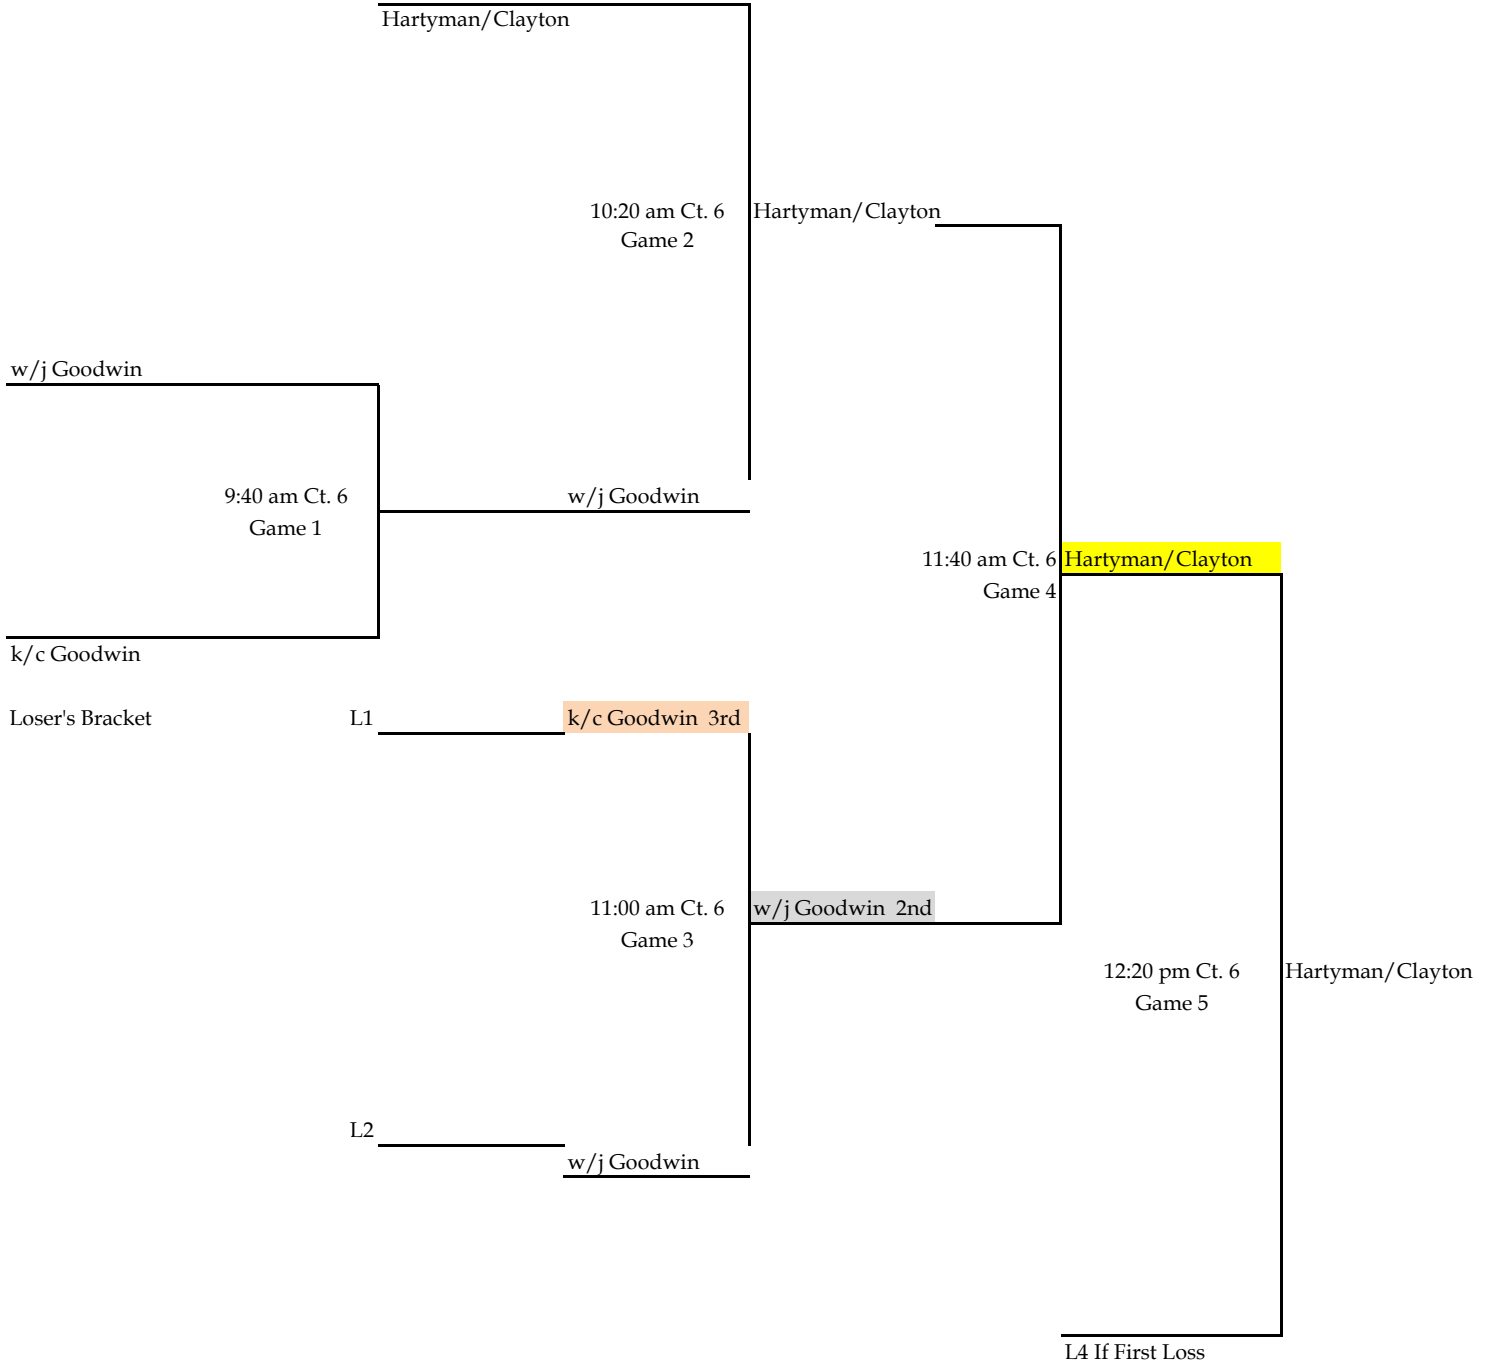 Hartyman/Clayton
10:20 am Ct. 6
Hartyman/Clayton
Game 2
w/j Goodwin
9:40 am Ct. 6
w/j Goodwin
Game 1
11:40 am Ct. 6
Hartyman/Clayton
Game 4
k/c Goodwin
Loser's Bracket
L1
k/c Goodwin 3rd
11:00 am Ct. 6
w/j Goodwin 2nd
Game 3
12:20 pm Ct. 6
Hartyman/Clayton
Game 5
L2
w/j Goodwin
L4 If First Loss